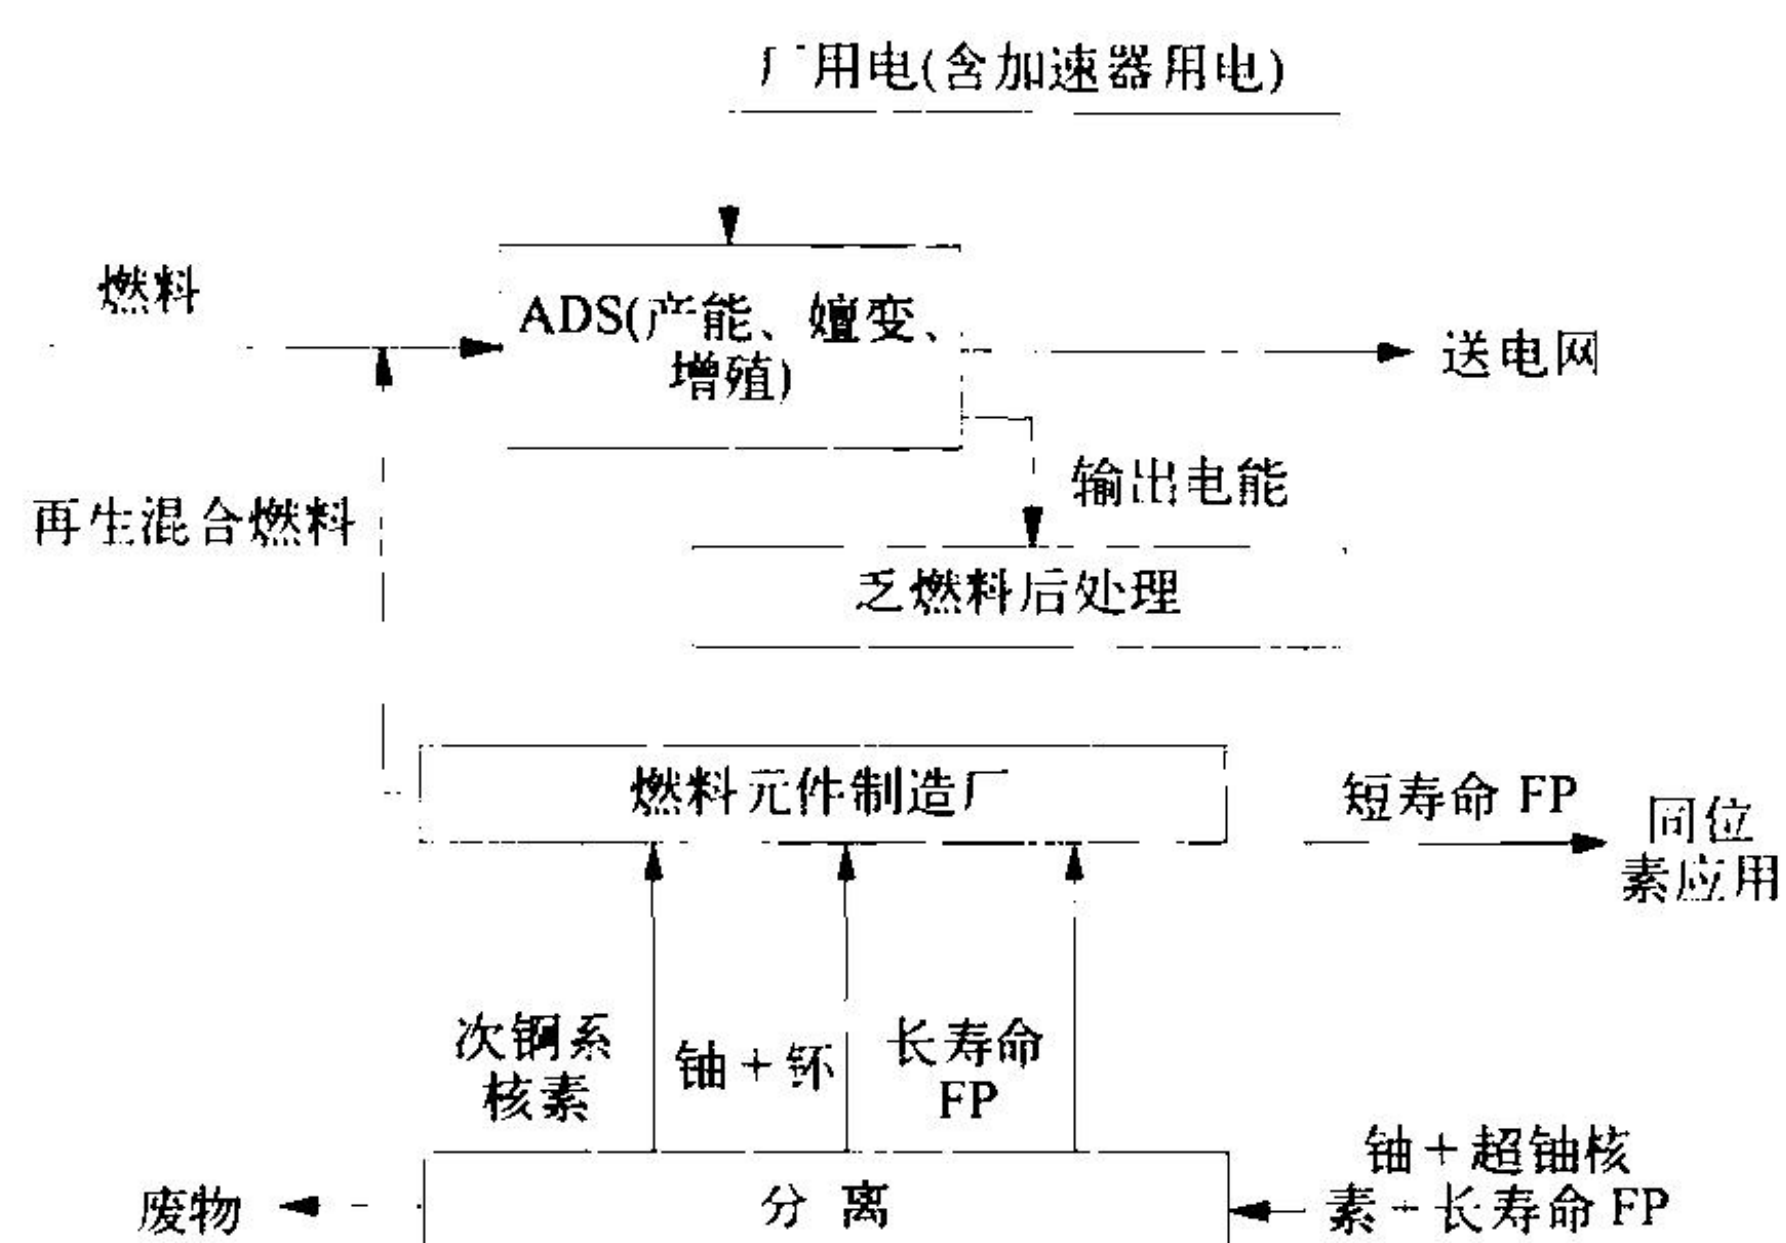 厂用电(含加速器用电)
燃料
ADS(产能、嬗变、
增殖)
送电网
输出电能
再生混合燃料
乏燃料后处理
燃料元件制造厂
短寿命 FP
同位
素应用
次锕系
核素
铀+钚
长寿命
FP
铀+超铀核
素+长寿命 FP
废物
分 离